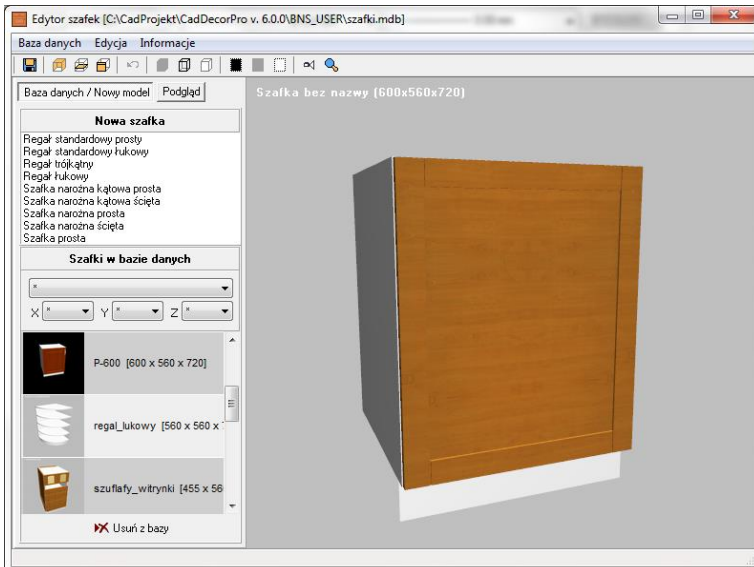 Edytor szafek [C:\CadProjekt\CadDecorPro v. 6.0.0\BNS_USER\szafki.mdb]
Baza danych Edycja Informacje
Baza danych / Nowy model Podgląd
Szafka bez nazwy (600x560x720)
Nowa szafka
Regał standardowy prosty
Regał standardowy łukowy
Regał trójkątny
Regał łukowy
Szafka narożna kątowa prosta
Szafka narożna kątowa ścięta
Szafka narożna prosta
Szafka narożna ścięta
Szafka prosta
Szafki w bazie danych
*
X * Y * Z *
P-600 [600 x 560 x 720]
regal_lukowy [560 x 560 x
szuflafy_witrynki [455 x 56
Usuń z bazy